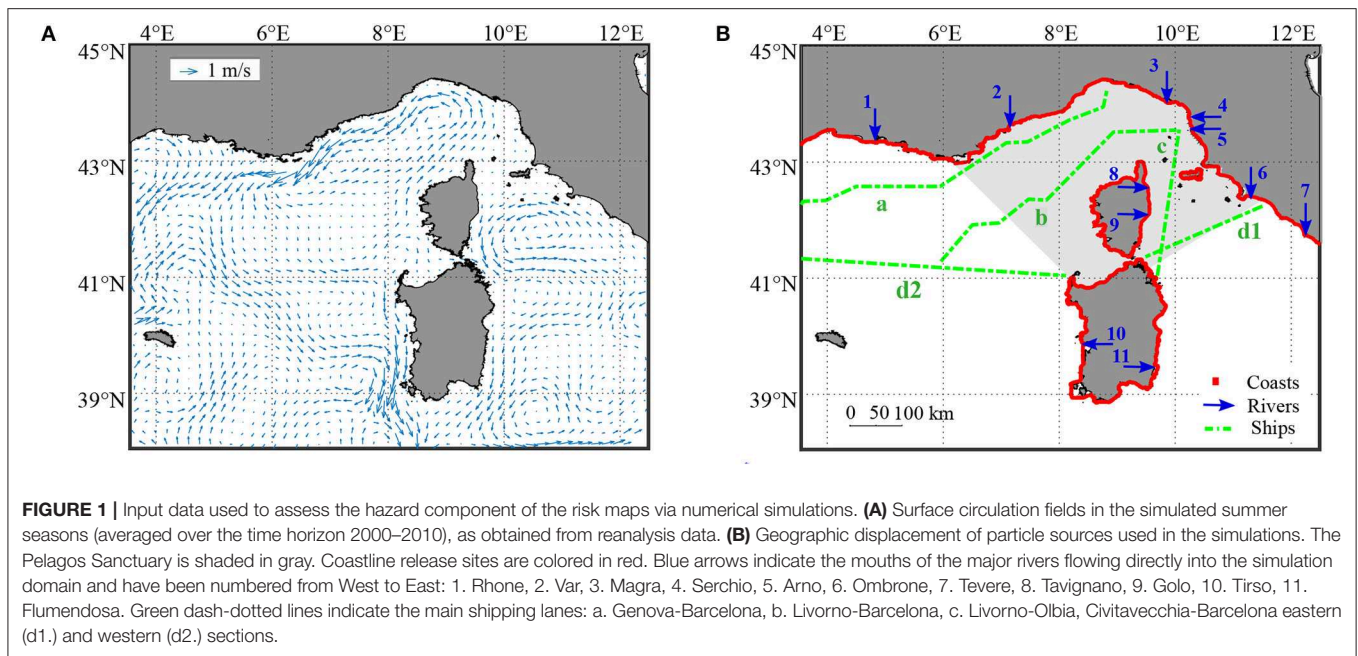 A
4°E 6°E 8°E 10°E 12°E
45°N
43°N
41°N
39°N
1 m/s
B
4°E 6°E 8°E 10°E 12°E
45°N
43°N
41°N
39°N
1
2
3
4
5
6
7
8
9
10
11
a
b
c
d1
d2
Coasts
Rivers
Ships
0 50 100 km
FIGURE 1 | Input data used to assess the hazard component of the risk maps via numerical simulations. (A) Surface circulation fields in the simulated summer
seasons (averaged over the time horizon 2000–2010), as obtained from reanalysis data. (B) Geographic displacement of particle sources used in the simulations. The
Pelagos Sanctuary is shaded in gray. Coastline release sites are colored in red. Blue arrows indicate the mouths of the major rivers flowing directly into the simulation
domain and have been numbered from West to East: 1. Rhone, 2. Var, 3. Magra, 4. Serchio, 5. Arno, 6. Ombrone, 7. Tevere, 8. Tavignano, 9. Golo, 10. Tirso, 11.
Flumendosa. Green dash-dotted lines indicate the main shipping lanes: a. Genova-Barcelona, b. Livorno-Barcelona, c. Livorno-Olbia, Civitavecchia-Barcelona eastern
(d1.) and western (d2.) sections.